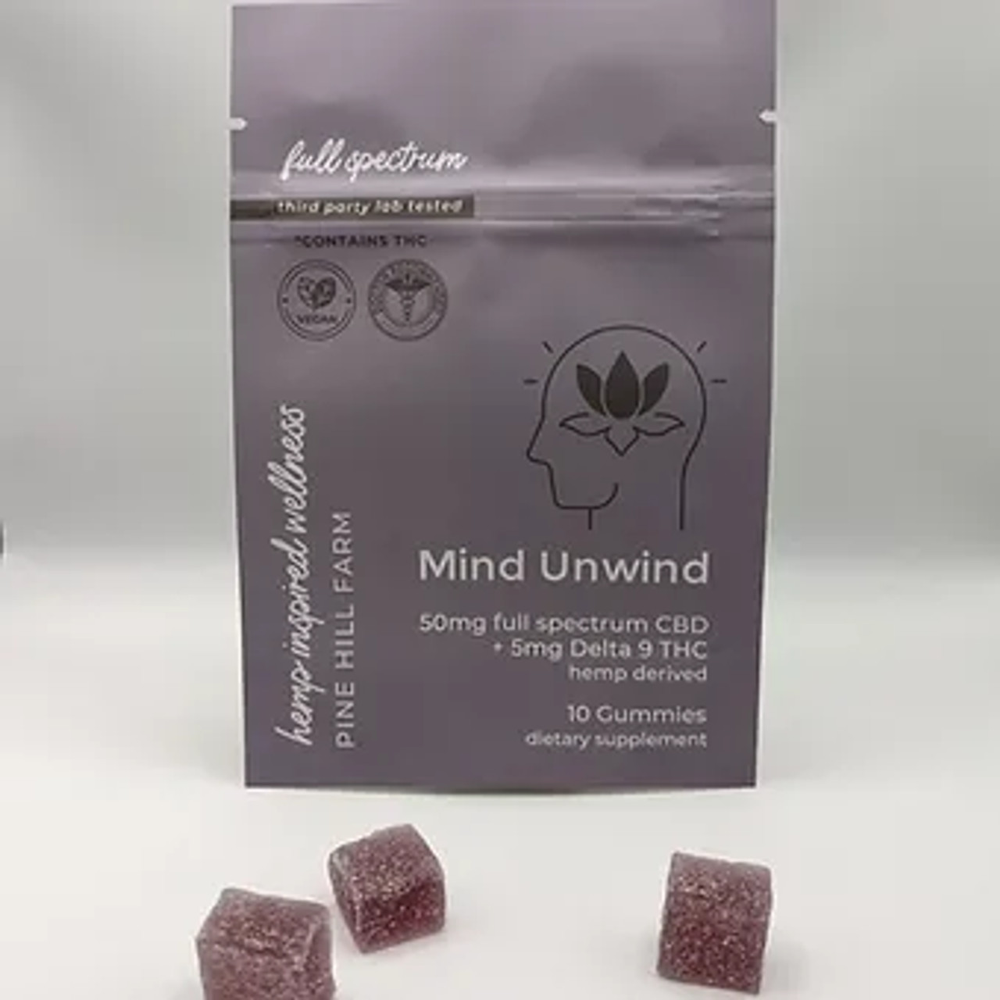 full spectrum
third party lab tested
*CONTAINS THC
VEGAN
hemp inspired wellness
PINE HILL FARM
Mind Unwind
50mg full spectrum CBD
+ 5mg Delta 9 THC
hemp derived
10 Gummies
dietary supplement